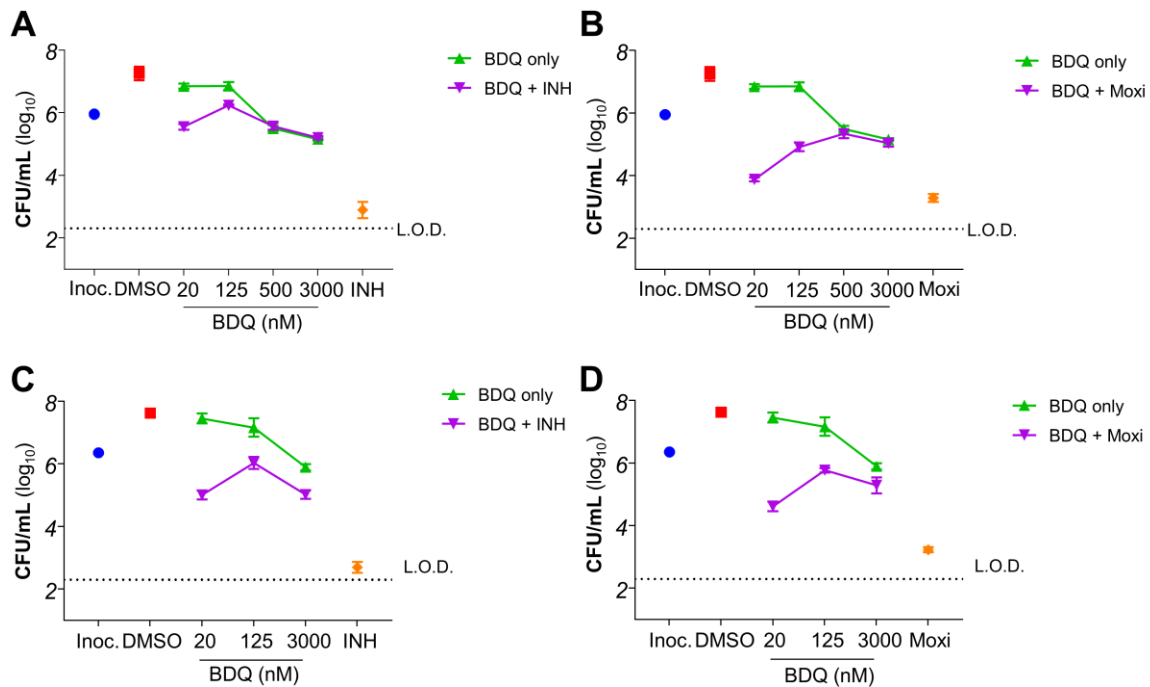 A
CFU/mL (log10)
8
6
4
2
BDQ only
BDQ + INH
L.O.D.
Inoc. DMSO 20 125 500 3000 INH
BDQ (nM)
B
CFU/mL (log10)
8
6
4
2
BDQ only
BDQ + Moxi
L.O.D.
Inoc. DMSO 20 125 500 3000 Moxi
BDQ (nM)
C
CFU/mL (log10)
8
6
4
2
BDQ only
BDQ + INH
L.O.D.
Inoc. DMSO 20 125 3000 INH
BDQ (nM)
D
CFU/mL (log10)
8
6
4
2
BDQ only
BDQ + Moxi
L.O.D.
Inoc. DMSO 20 125 3000 Moxi
BDQ (nM)